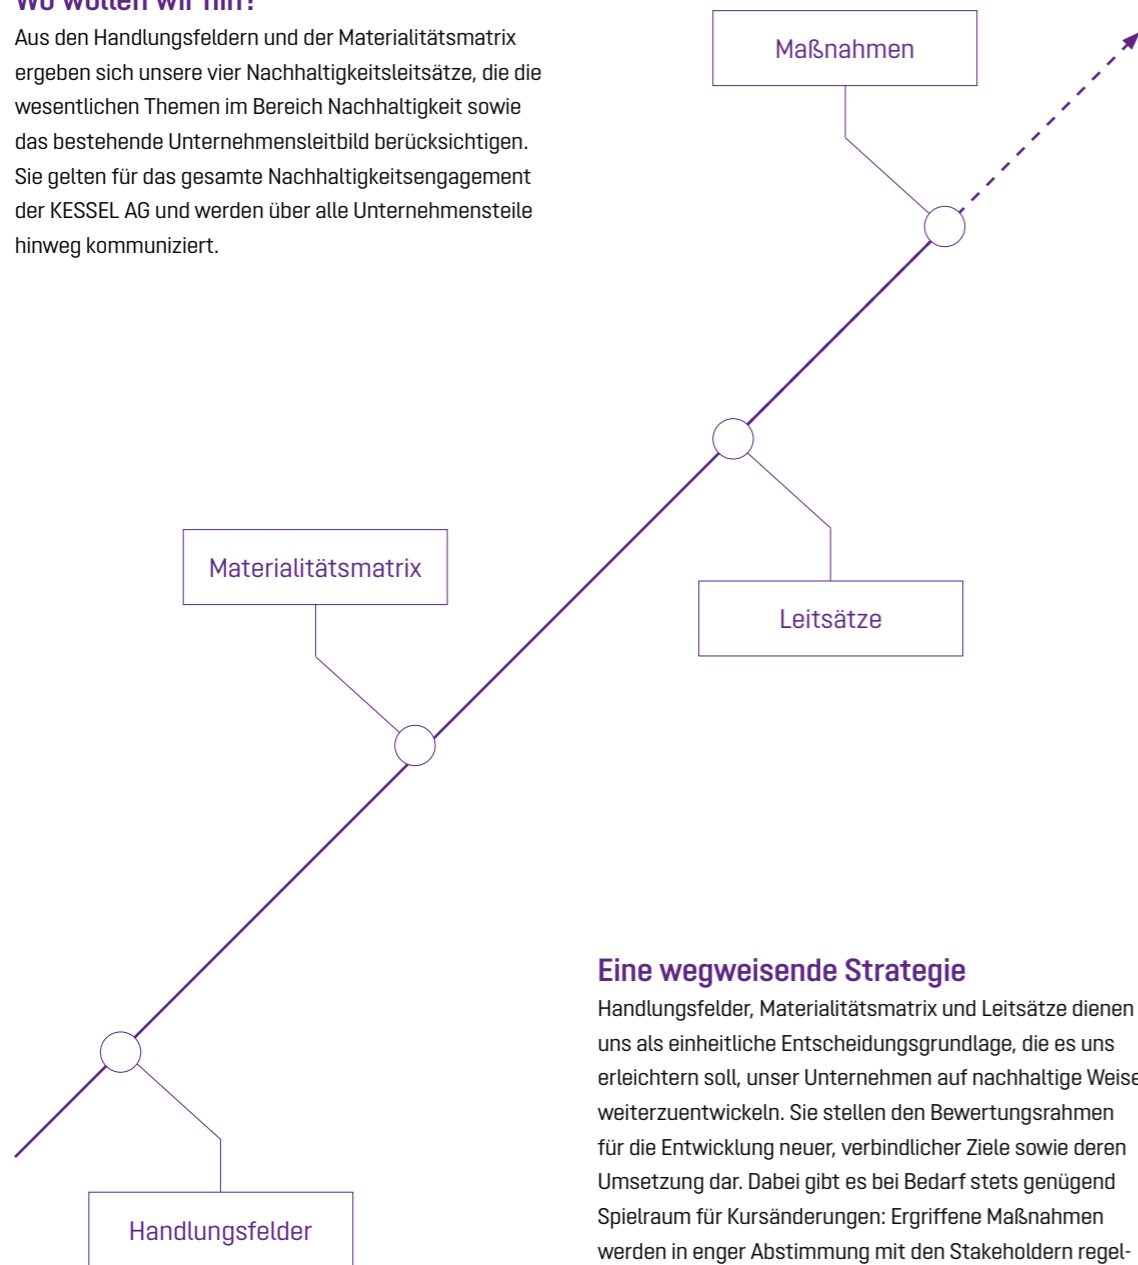 Wo wollen wir hin?
Aus den Handlungsfeldern und der Materialitätsmatrix
ergeben sich unsere vier Nachhaltigkeitsleitsätze, die die
wesentlichen Themen im Bereich Nachhaltigkeit sowie
das bestehende Unternehmensleitbild berücksichtigen.
Sie gelten für das gesamte Nachhaltigkeitsengagement
der KESSEL AG und werden über alle Unternehmensteile
hinweg kommuniziert.
Maßnahmen
Materialitätsmatrix
Leitsätze
Handlungsfelder
Eine wegweisende Strategie
Handlungsfelder, Materialitätsmatrix und Leitsätze dienen
uns als einheitliche Entscheidungsgrundlage, die es uns
erleichtern soll, unser Unternehmen auf nachhaltige Weise
weiterzuentwickeln. Sie stellen den Bewertungsrahmen
für die Entwicklung neuer, verbindlicher Ziele sowie deren
Umsetzung dar. Dabei gibt es bei Bedarf stets genügend
Spielraum für Kursänderungen: Ergriffene Maßnahmen
werden in enger Abstimmung mit den Stakeholdern regel-